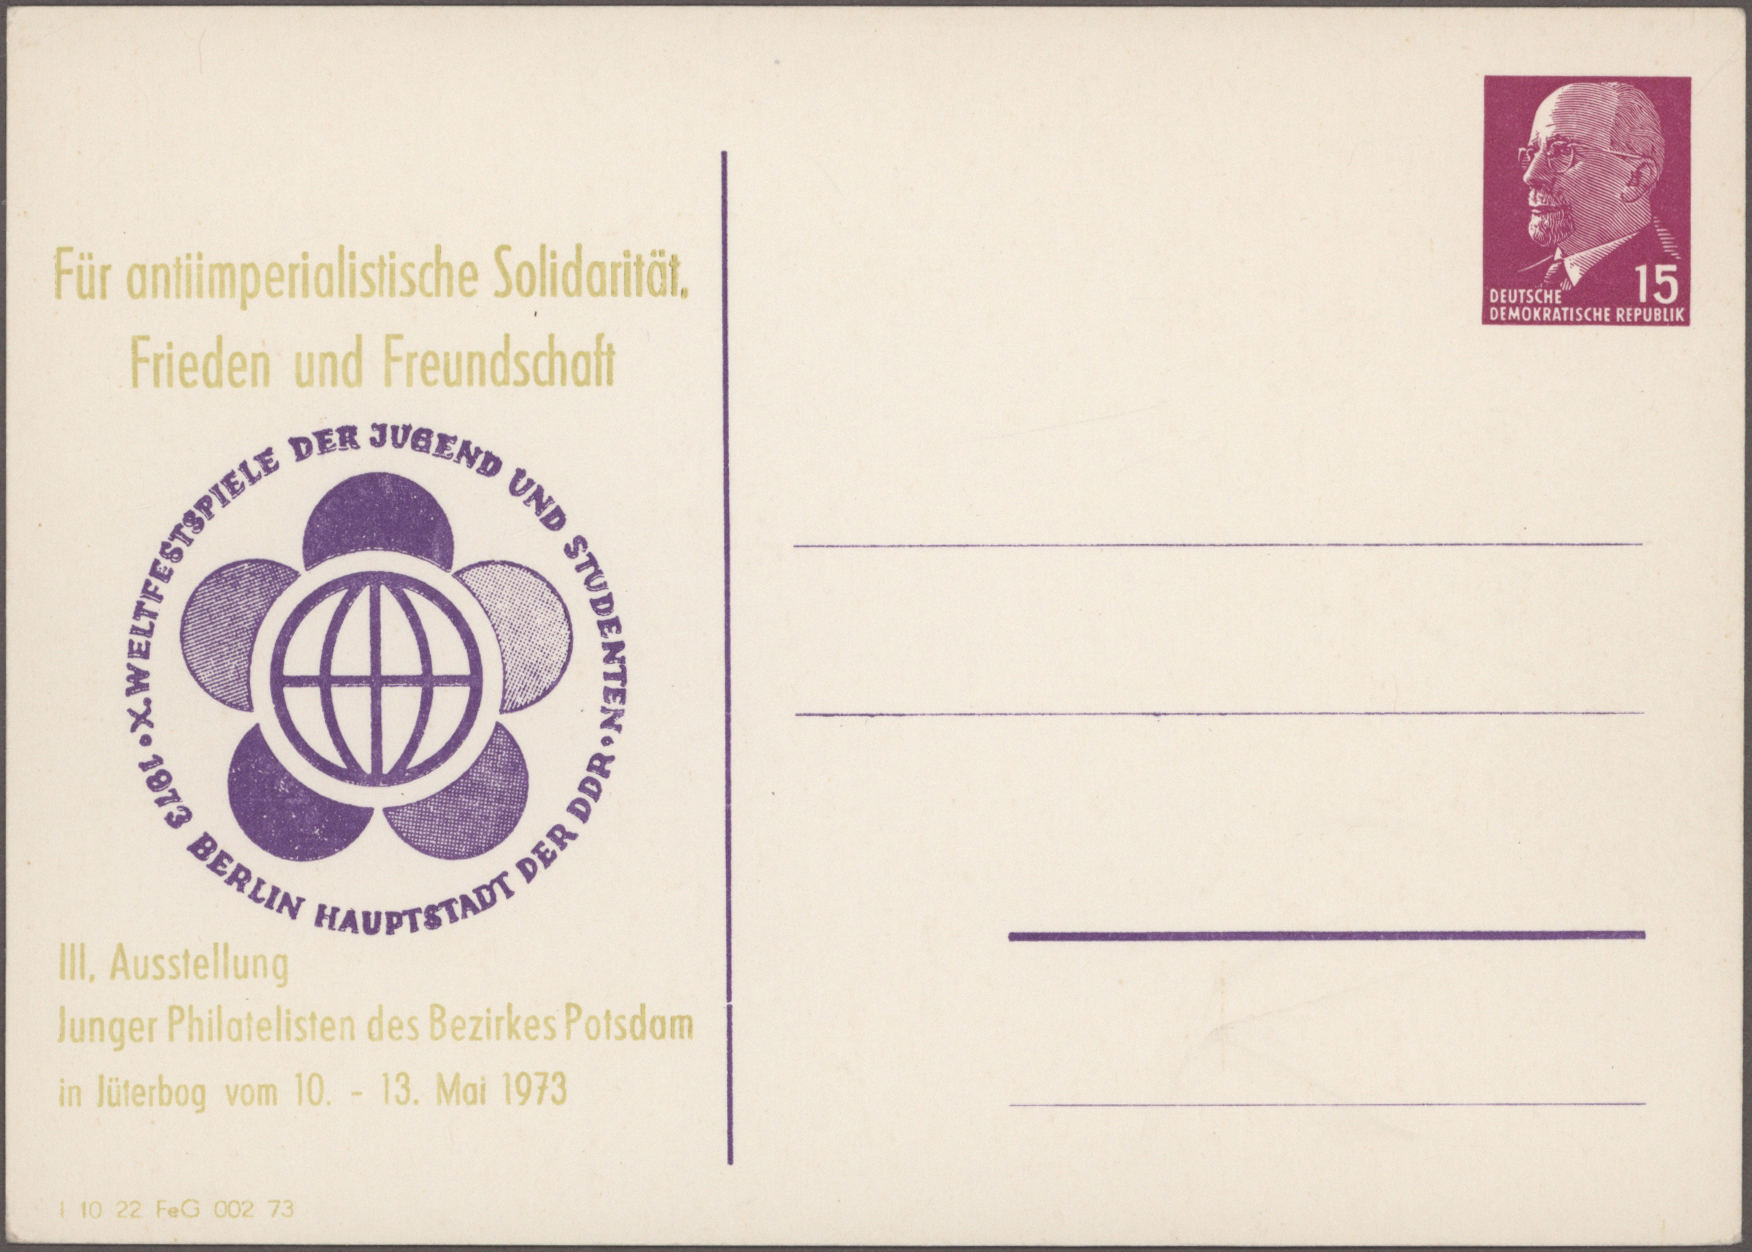 Für antiimperialistische Solidarität,
Frieden und Freundschaft
• X. WELTFESTSPIELE DER JUGEND UND STUDENTEN •
1973 BERLIN HAUPTSTADT DER DDR
III. Ausstellung
Junger Philatelisten des Bezirkes Potsdam
in Jüterbog vom 10. - 13. Mai 1973
I 10 22 FeG 002 73
15
DEUTSCHE
DEMOKRATISCHE REPUBLIK